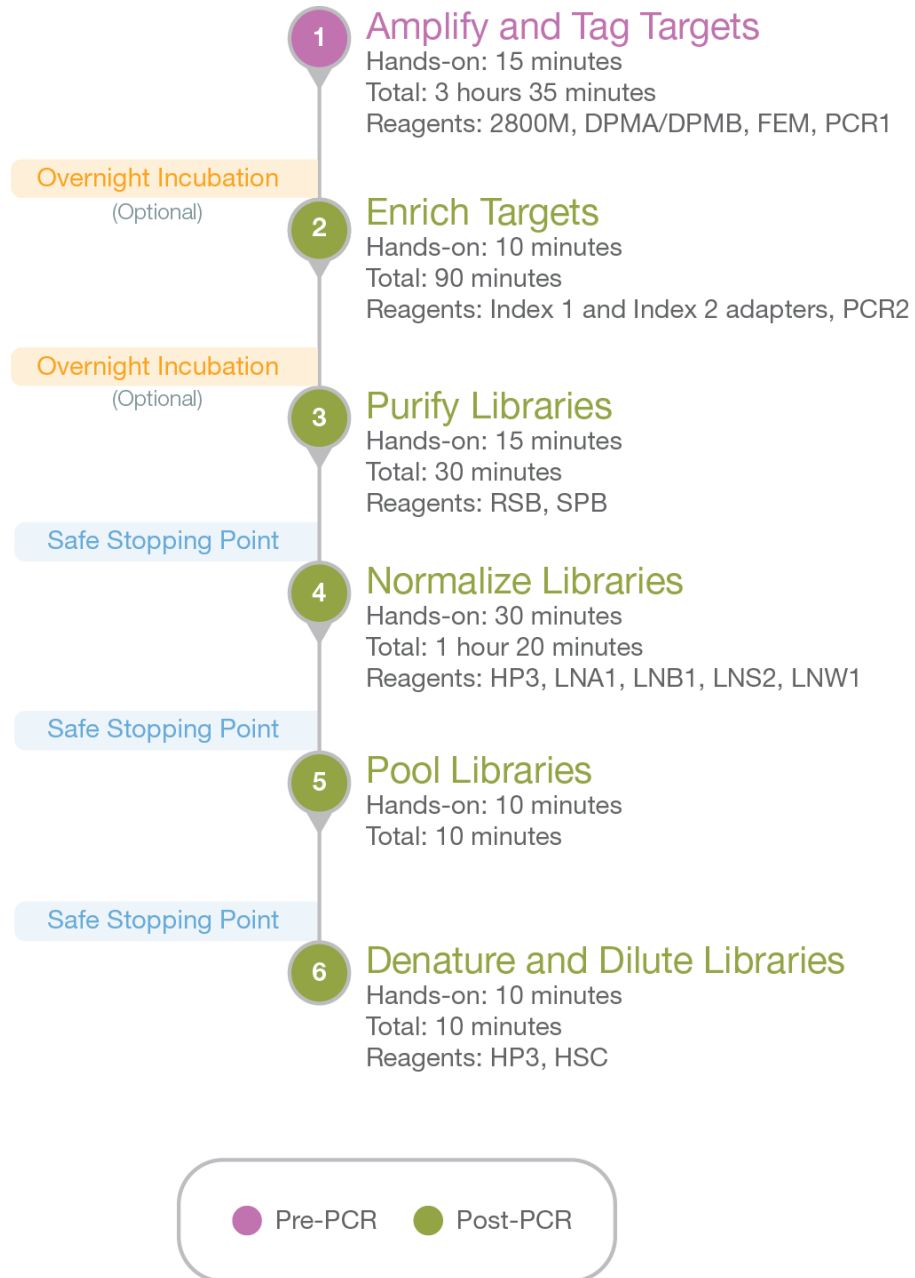 1
Amplify and Tag Targets
Hands-on: 15 minutes
Total: 3 hours 35 minutes
Reagents: 2800M, DPMA/DPMB, FEM, PCR1
Overnight Incubation
(Optional)
2
Enrich Targets
Hands-on: 10 minutes
Total: 90 minutes
Reagents: Index 1 and Index 2 adapters, PCR2
Overnight Incubation
(Optional)
3
Purify Libraries
Hands-on: 15 minutes
Total: 30 minutes
Reagents: RSB, SPB
Safe Stopping Point
4
Normalize Libraries
Hands-on: 30 minutes
Total: 1 hour 20 minutes
Reagents: HP3, LNA1, LNB1, LNS2, LNW1
Safe Stopping Point
5
Pool Libraries
Hands-on: 10 minutes
Total: 10 minutes
Safe Stopping Point
6
Denature and Dilute Libraries
Hands-on: 10 minutes
Total: 10 minutes
Reagents: HP3, HSC
Pre-PCR
Post-PCR